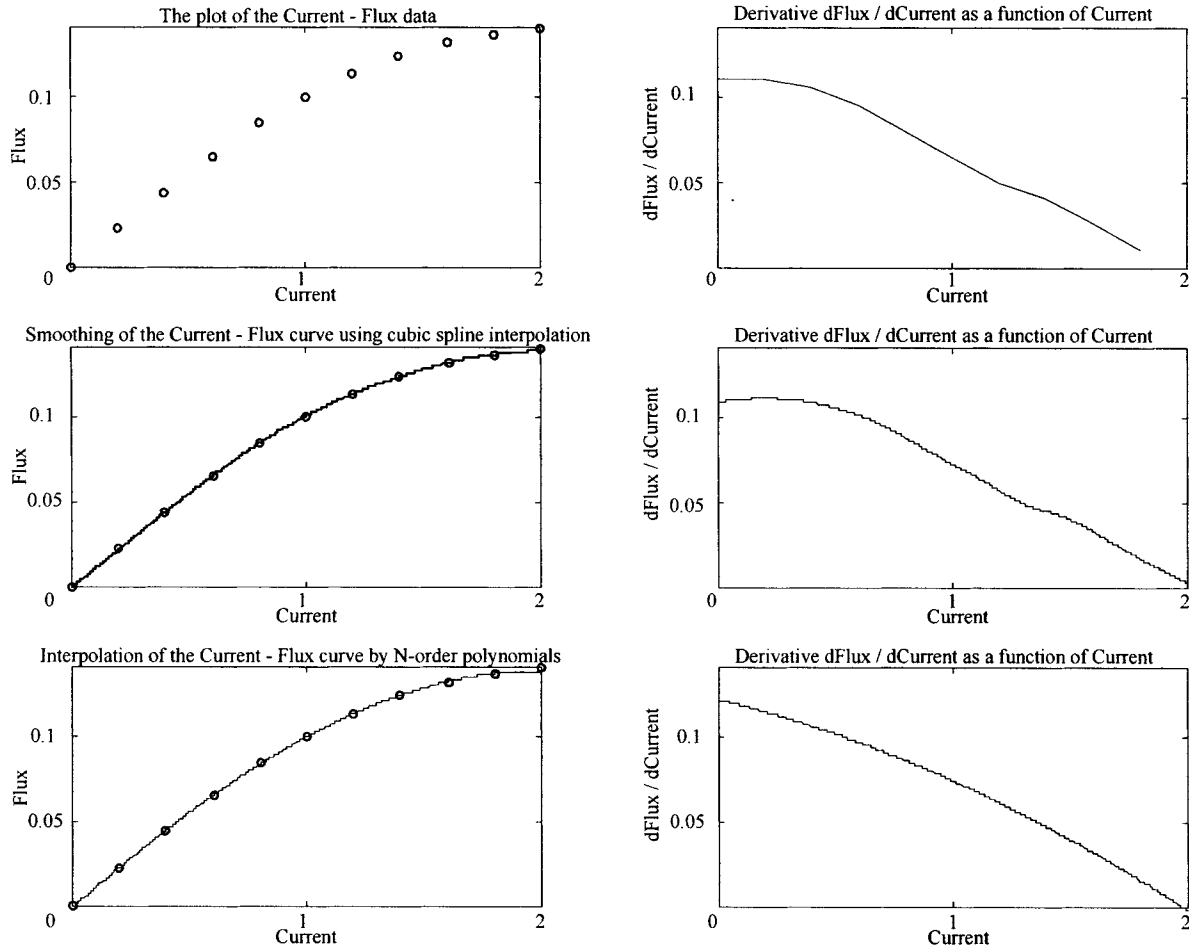 The plot of the Current - Flux data
0.1
0.05
0
1
2
Flux
Current
Derivative dFlux / dCurrent as a function of Current
0.1
0.05
0
1
2
dFlux / dCurrent
Current
Smoothing of the Current - Flux curve using cubic spline interpolation
0.1
0.05
0
1
2
Flux
Current
Derivative dFlux / dCurrent as a function of Current
0.1
0.05
0
1
2
dFlux / dCurrent
Current
Interpolation of the Current - Flux curve by N-order polynomials
0.1
0.05
0
1
2
Flux
Current
Derivative dFlux / dCurrent as a function of Current
0.1
0.05
0
1
2
dFlux / dCurrent
Current